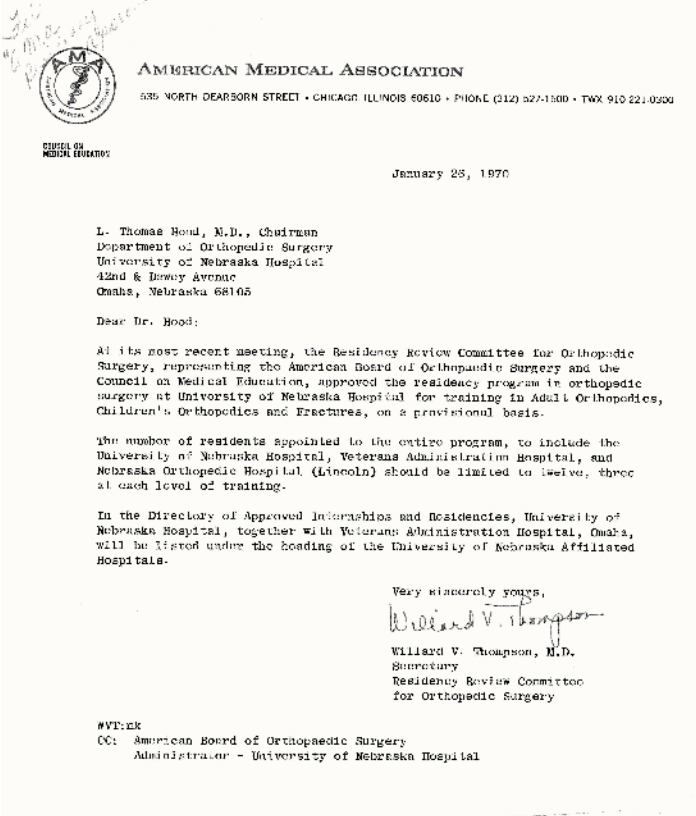 AMA
AMERICAN MEDICAL ASSOCIATION
AMERICAN MEDICAL ASSOCIATION
535 NORTH DEARBORN STREET • CHICAGO, ILLINOIS 60610 • PHONE (312) 527-1500 • TWX 910 221-0300
COUNCIL ON
MEDICAL EDUCATION
January 26, 1970
L. Thomas Hood, M.D., Chairman
Department of Orthopedic Surgery
University of Nebraska Hospital
42nd & Dewey Avenue
Omaha, Nebraska 68105
Dear Dr. Hood:
At its most recent meeting, the Residency Review Committee for Orthopedic
Surgery, representing the American Board of Orthopaedic Surgery and the
Council on Medical Education, approved the residency program in orthopedic
surgery at University of Nebraska Hospital for training in Adult Orthopedics,
Children's Orthopedics and Fractures, on a provisional basis.
The number of residents appointed to the entire program, to include the
University of Nebraska Hospital, Veterans Administration Hospital, and
Nebraska Orthopedic Hospital (Lincoln) should be limited to twelve, three
at each level of training.
In the Directory of Approved Internships and Residencies, University of
Nebraska Hospital, together with Veterans Administration Hospital, Omaha,
will be listed under the heading of the University of Nebraska Affiliated
Hospitals.
Very sincerely yours,
Willard V. Thompson
Willard V. Thompson, M.D.
Secretary
Residency Review Committee
for Orthopedic Surgery
WVT:mk
CC: American Board of Orthopaedic Surgery
Administrator - University of Nebraska Hospital